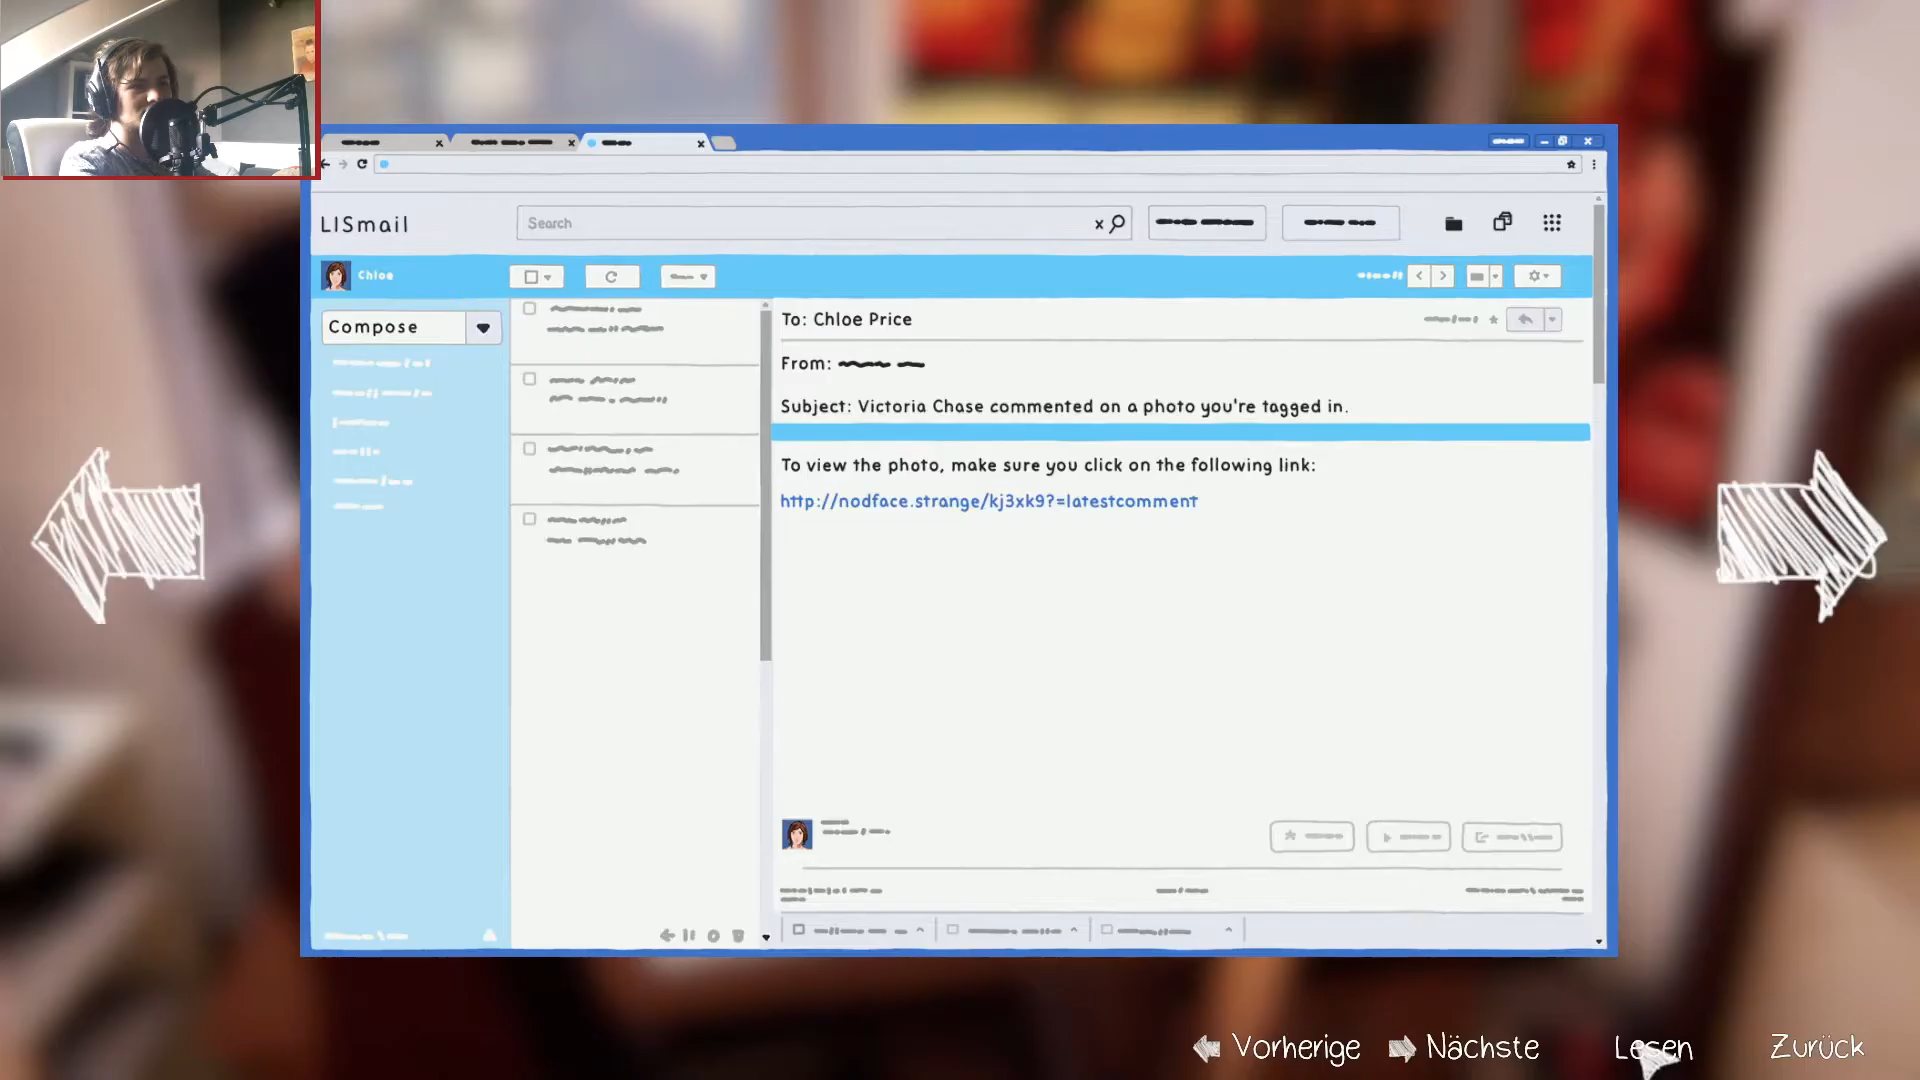 LISmail
Search
Chloe
Compose
To: Chloe Price
From:
Subject: Victoria Chase commented on a photo you're tagged in.
To view the photo, make sure you click on the following link:
http://nodface.strange/kj3xk9?=latestcomment
Vorherige
Nächste
Lesen
Zurück